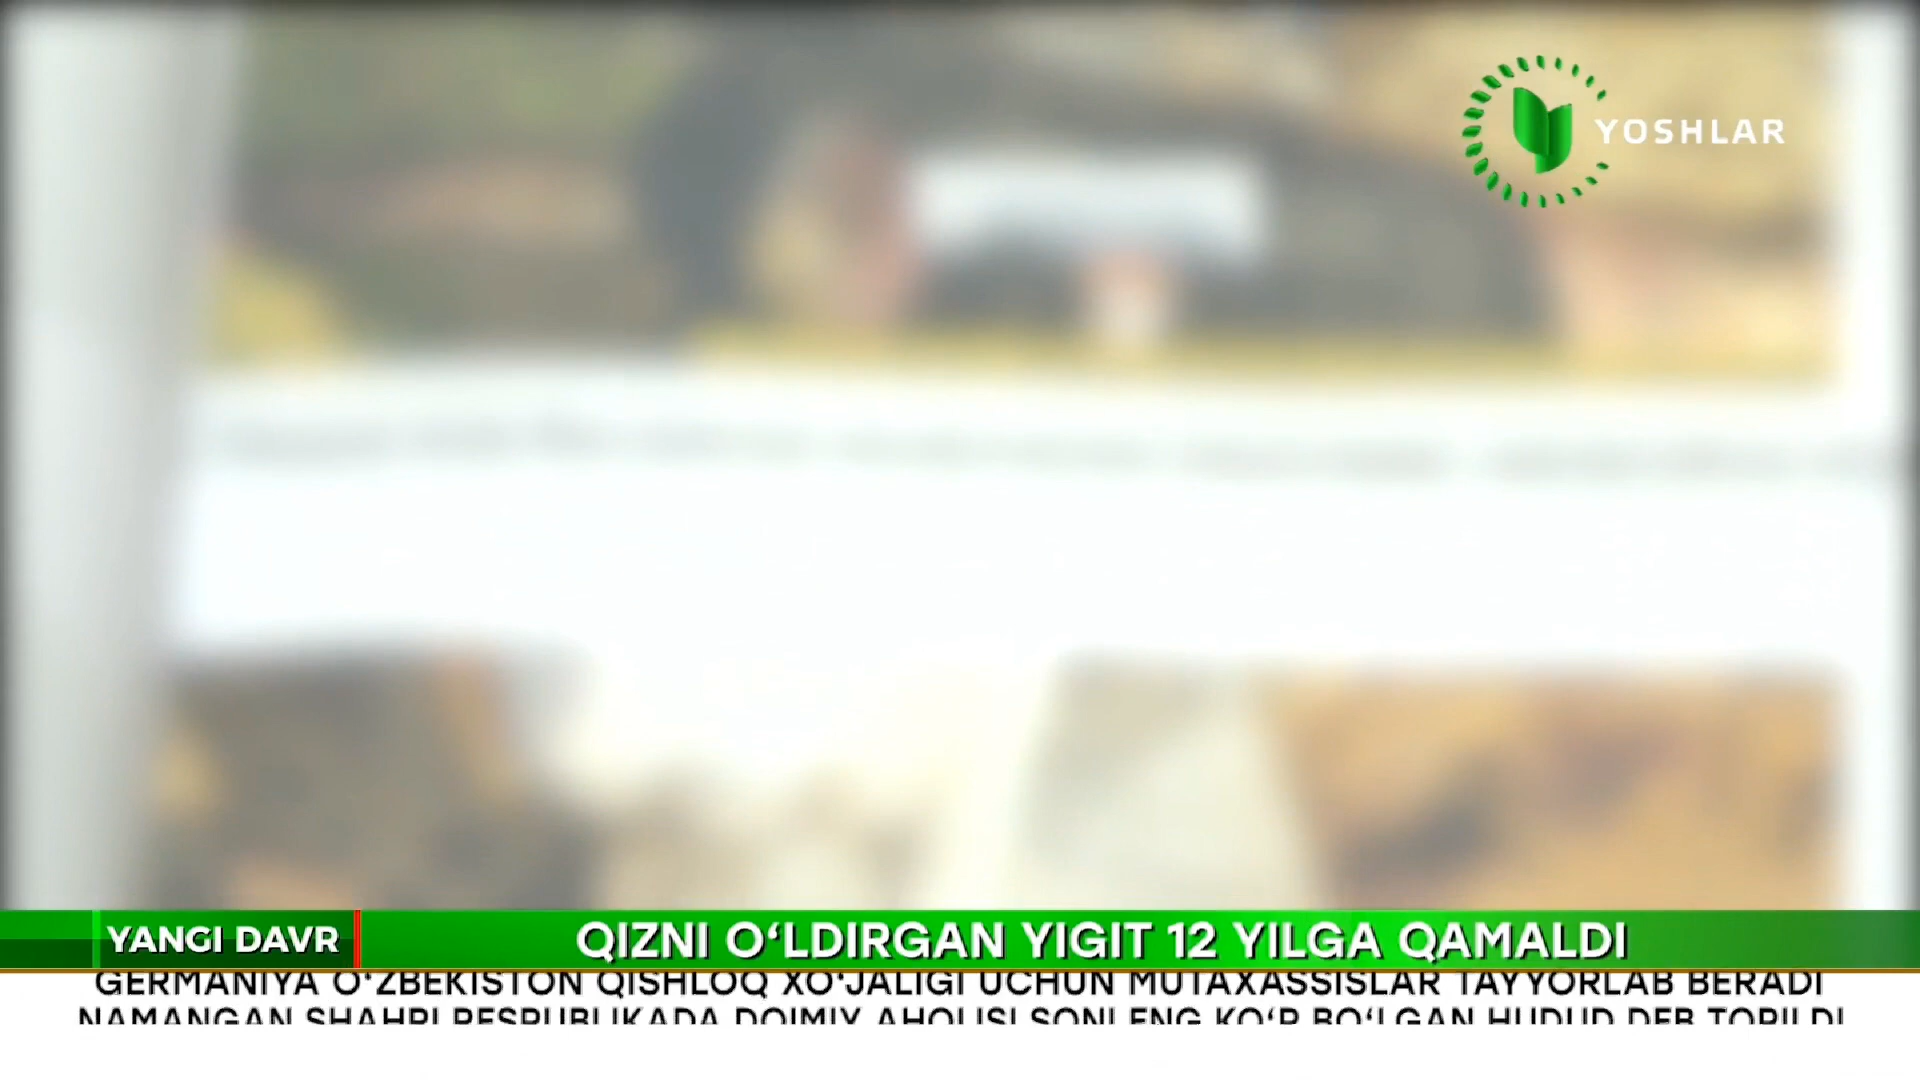 YOSHLAR
YANGI DAVR
QIZNI O‘LDIRGAN YIGIT 12 YILGA QAMALDI
GERMANIYA O‘ZBEKISTON QISHLOQ XO‘JALIGI UCHUN MUTAXASSISLAR TAYYORLAB BERADI
NAMANGAN SHAHRI RESPUBLIKADA DOIMIY AHOLISI SONI ENG KO‘P BO‘LGAN HUDUD DEB TOPILDI